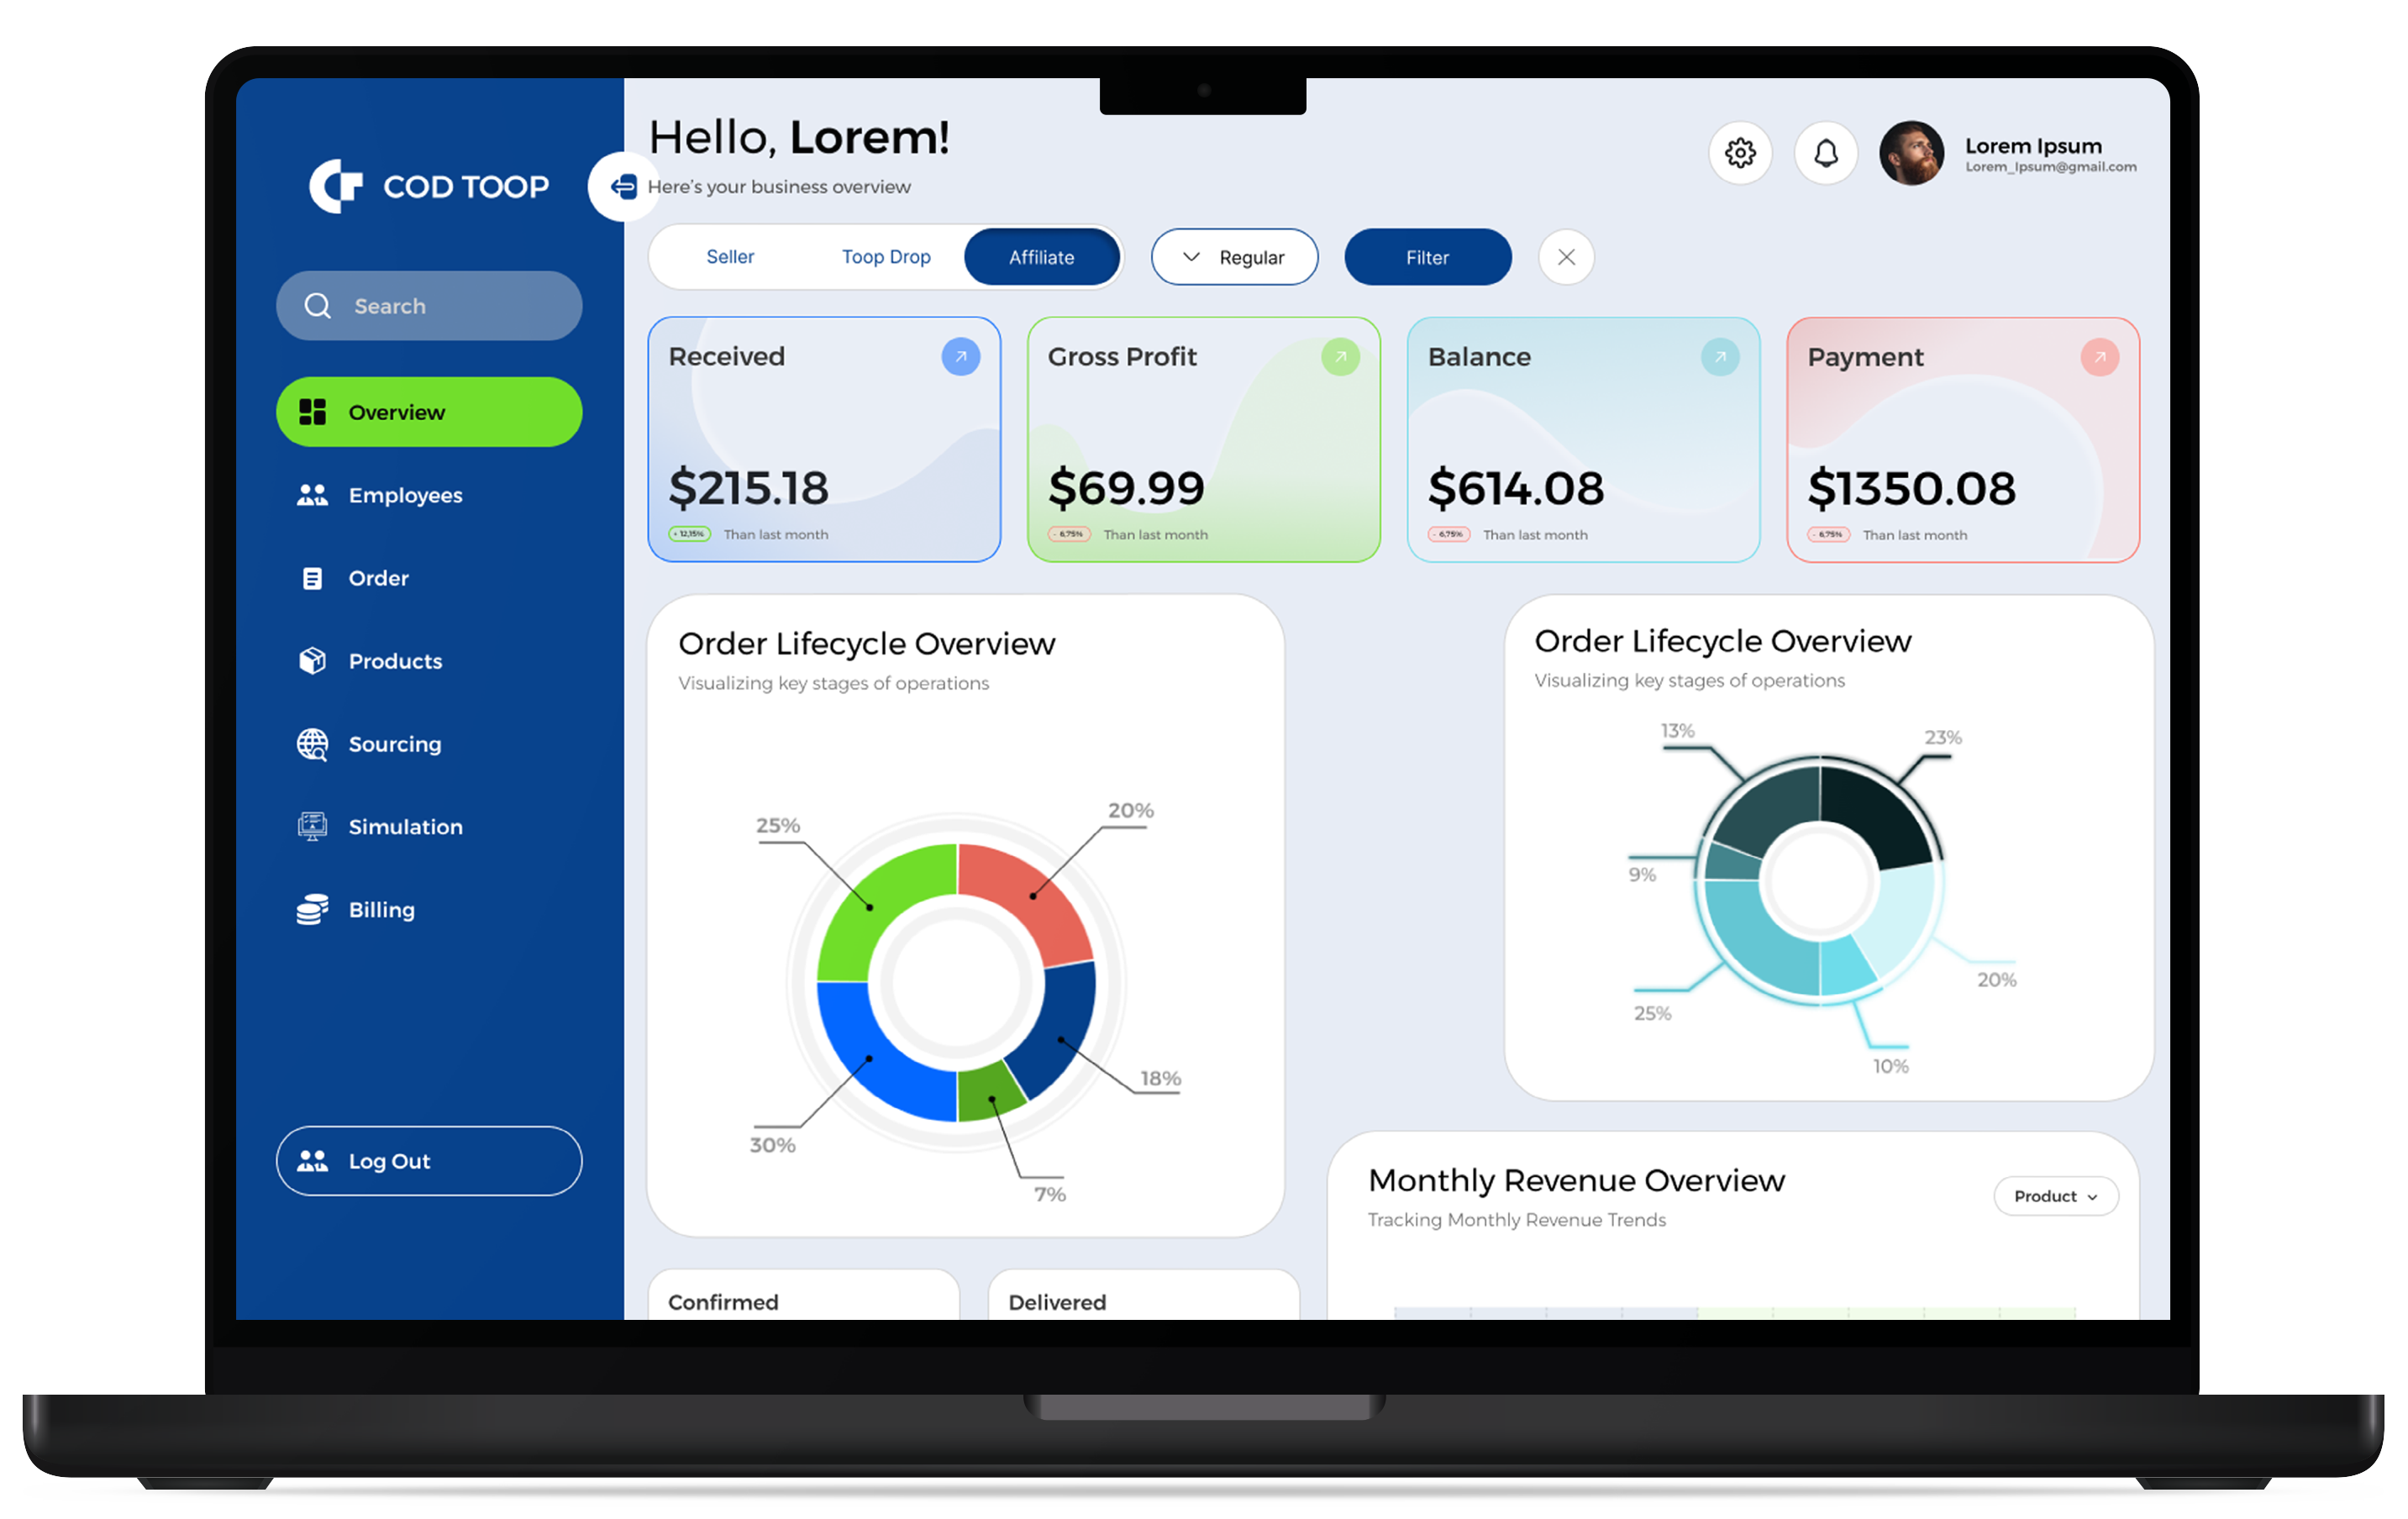 COD TOOP
Search
Overview
Employees
Order
Products
Sourcing
Simulation
Billing
Log Out
Hello, Lorem!
Here's your business overview
Lorem Ipsum
Lorem_Ipsum@gmail.com
Seller
Toop Drop
Affiliate
Regular
Filter
Received
$215.18
+ 12,15% Than last month
Gross Profit
$69.99
- 6,75% Than last month
Balance
$614.08
- 6,75% Than last month
Payment
$1350.08
- 6,75% Than last month
Order Lifecycle Overview
Visualizing key stages of operations
25%
20%
18%
30%
7%
Order Lifecycle Overview
Visualizing key stages of operations
13%
23%
9%
20%
25%
10%
Monthly Revenue Overview
Tracking Monthly Revenue Trends
Product
Confirmed
Delivered